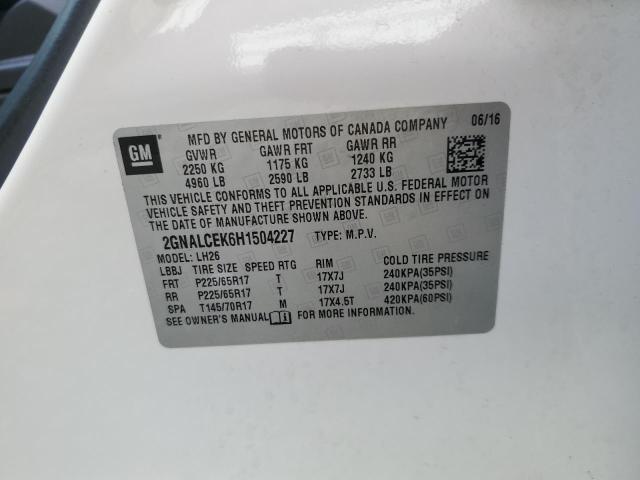 GM
MFD BY GENERAL MOTORS OF CANADA COMPANY 06/16
GVWR GAWR FRT GAWR RR
2250 KG 1175 KG 1240 KG
4960 LB 2590 LB 2733 LB
THIS VEHICLE CONFORMS TO ALL APPLICABLE U.S. FEDERAL MOTOR
VEHICLE SAFETY AND THEFT PREVENTION STANDARDS IN EFFECT ON
THE DATE OF MANUFACTURE SHOWN ABOVE.
2GNALCEK6H1504227 TYPE: M.P.V.
MODEL: LH26
LBBJ TIRE SIZE SPEED RTG RIM COLD TIRE PRESSURE
FRT P225/65R17 T 17X7J 240KPA(35PSI)
RR P225/65R17 T 17X7J 240KPA(35PSI)
SPA T145/70R17 M 17X4.5T 420KPA(60PSI)
SEE OWNER'S MANUAL FOR MORE INFORMATION.